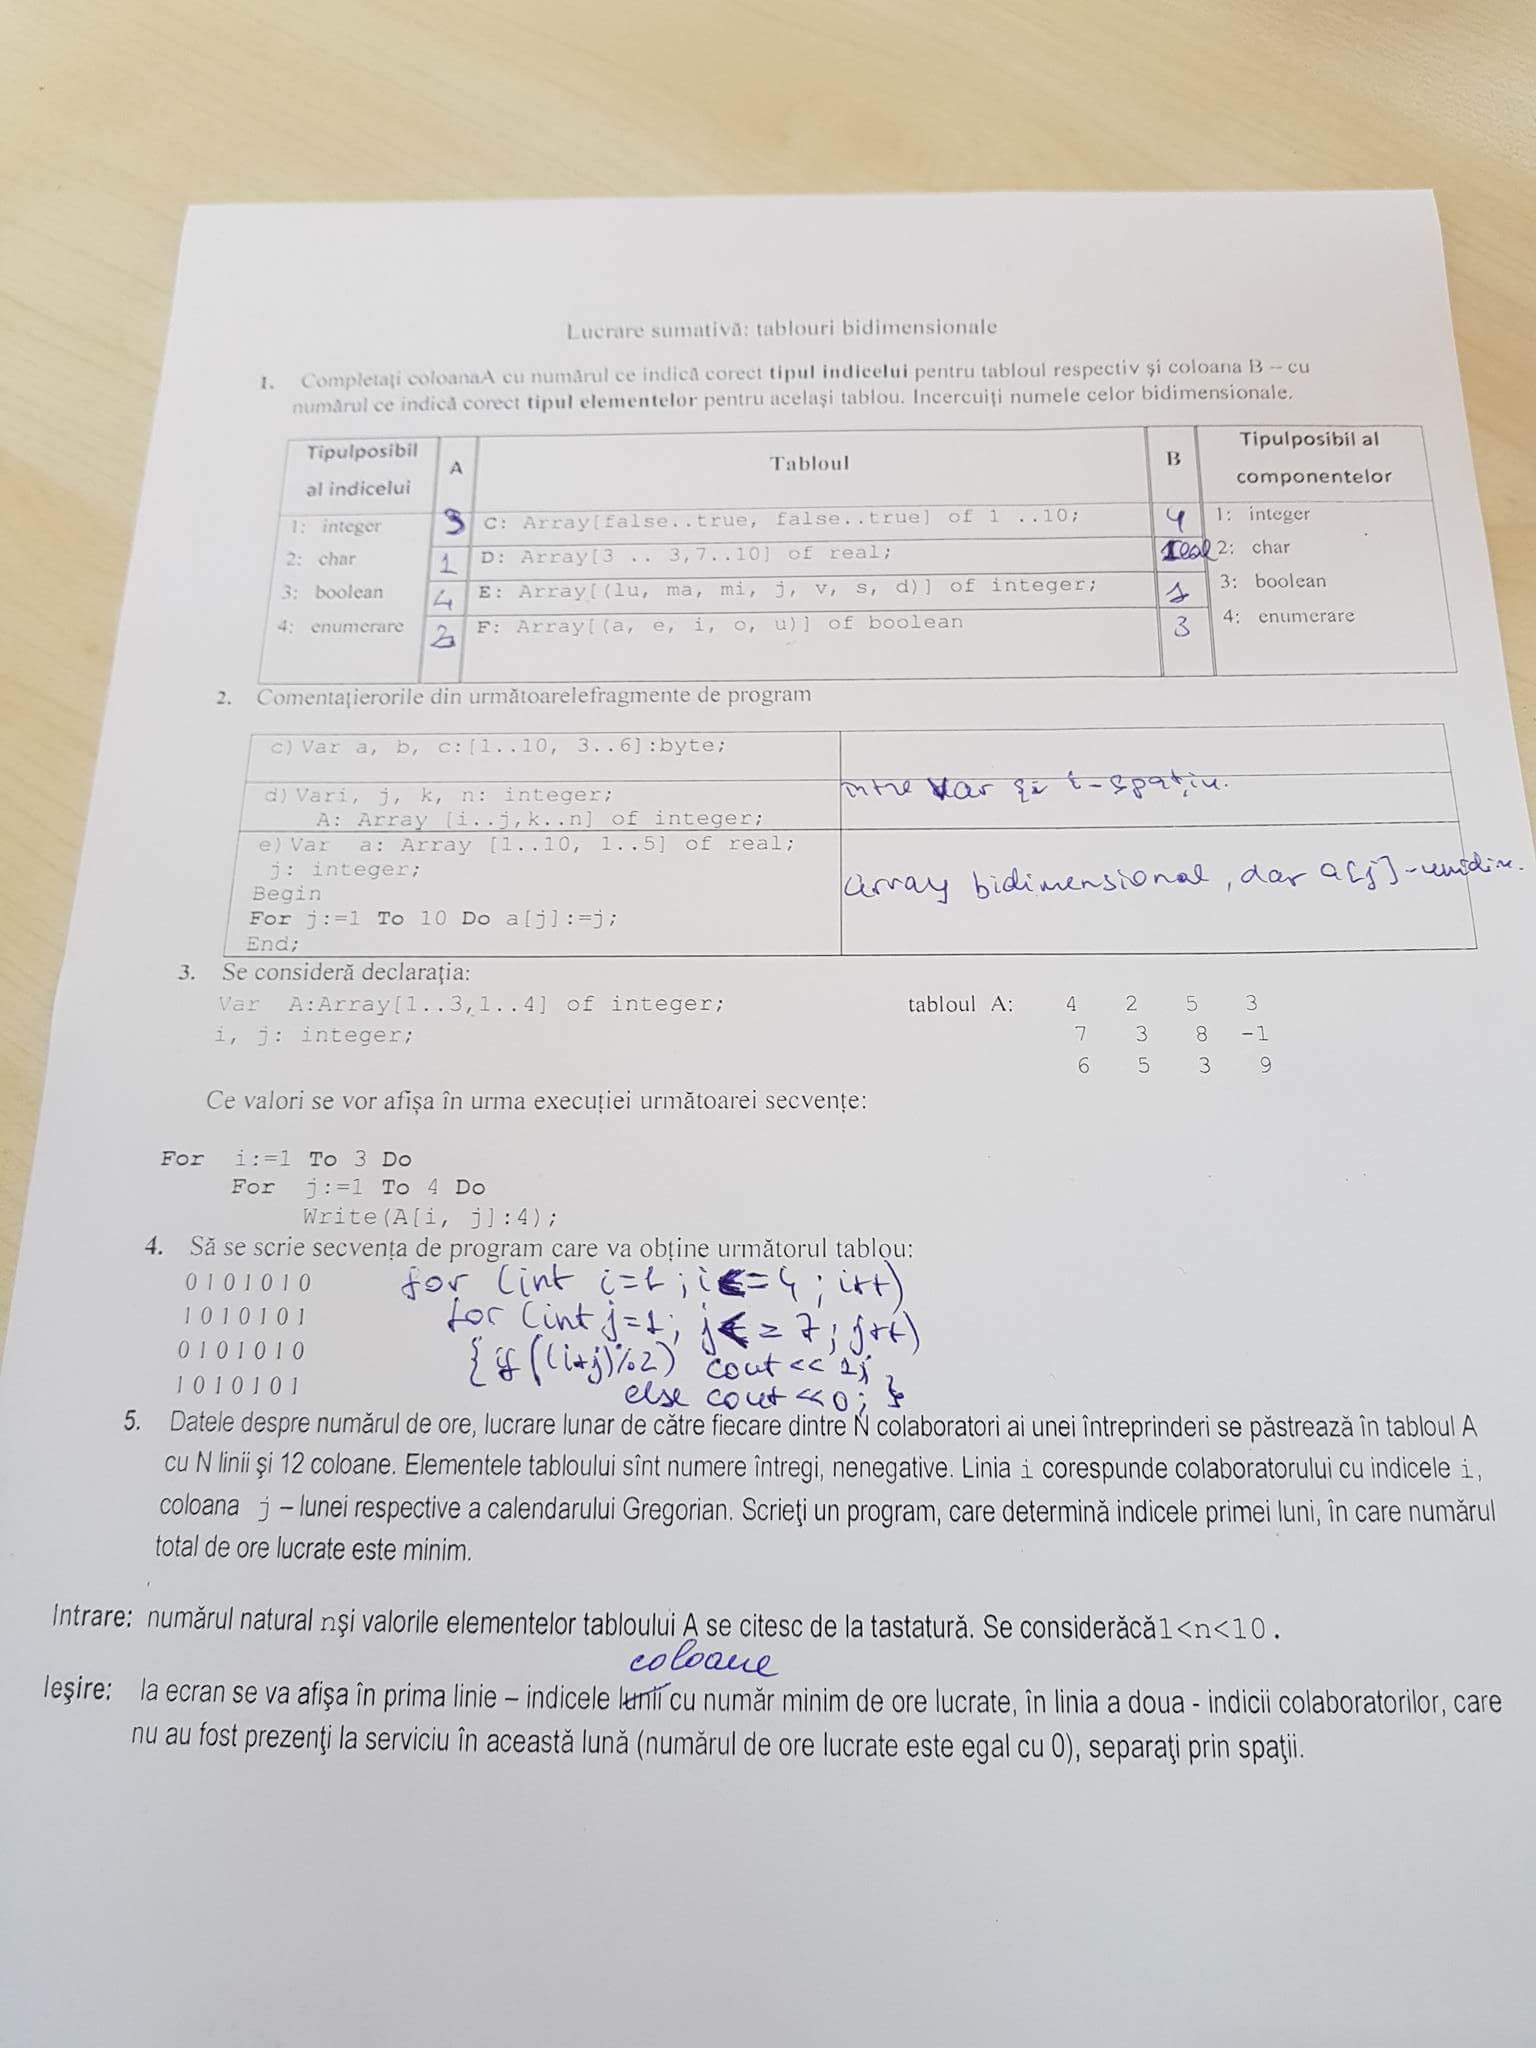 Lucrare sumativă: tablouri bidimensionale
1. Completați coloanaA cu numărul ce indică corect tipul indicelui pentru tabloul respectiv și coloana B – cu
numărul ce indică corect tipul elementelor pentru același tablou. Incercuiți numele celor bidimensionale.
Tipulposibil al indicelui A Tabloul B Tipulposibil al componentelor
1: integer 3 C: Array[false..true, false..true] of 1 ..10; 4 1: integer
2: char 1 D: Array[3 .. 3,7..10] of real; real 2: char
3: boolean 4 E: Array[(lu, ma, mi, j, v, s, d)] of integer; 1 3: boolean
4: enumerare 2 F: Array[(a, e, i, o, u)] of boolean 3 4: enumerare
2. Comentațierorile din următoarelefragmente de program
c) Var a, b, c:[1..10, 3..6]:byte;
d) Vari, j, k, n: integer; între Var și i - spațiu.
A: Array [i..j,k..n] of integer;
e) Var a: Array [1..10, 1..5] of real;
j: integer;
Begin array bidimensional, dar a[j] - unidim.
For j:=1 To 10 Do a[j]:=j;
End;
3. Se consideră declarația:
Var A:Array[1..3,1..4] of integer; tabloul A: 4 2 5 3
i, j: integer; 7 3 8 -1
6 5 3 9
Ce valori se vor afișa în urma execuției următoarei secvențe:
For i:=1 To 3 Do
For j:=1 To 4 Do
Write(A[i, j]:4);
4. Să se scrie secvența de program care va obține următorul tablou:
0 1 0 1 0 1 0 for (int i=1; i<=4; i++)
1 0 1 0 1 0 1 for (int j=1; j<=7; j++)
0 1 0 1 0 1 0 { if ((i+j)%2) cout << 1;
1 0 1 0 1 0 1 else cout << 0; }
5. Datele despre numărul de ore, lucrare lunar de către fiecare dintre N colaboratori ai unei întreprinderi se păstrează în tabloul A
cu N linii şi 12 coloane. Elementele tabloului sînt numere întregi, nenegative. Linia i corespunde colaboratorului cu indicele i,
coloana j – lunei respective a calendarului Gregorian. Scrieţi un program, care determină indicele primei luni, în care numărul
total de ore lucrate este minim.
Intrare: numărul natural nşi valorile elementelor tabloului A se citesc de la tastatură. Se consideră că1<n<10.
coloane
Ieşire: la ecran se va afişa în prima linie – indicele lunii cu număr minim de ore lucrate, în linia a doua - indicii colaboratorilor, care
nu au fost prezenţi la serviciu în această lună (numărul de ore lucrate este egal cu 0), separaţi prin spaţii.